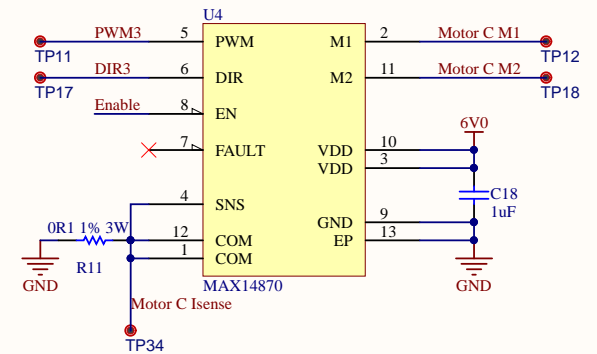 U4
PWM3 5 PWM M1 2 Motor C M1
TP11 TP12
DIR3 6 DIR M2 11 Motor C M2
TP17 TP18
Enable 8 EN
6V0
7 FAULT VDD 10
VDD 3
4 SNS C18
1uF
0R1 1% 3W 12 COM GND 9
1 COM EP 13
R11
GND MAX14870 GND
Motor C Isense
TP34